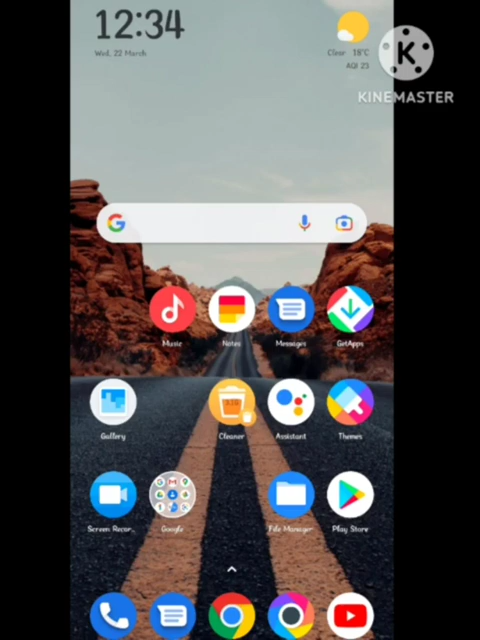 12:34
Wed, 22 March
Clear 18°C
AQI 23
KINEMASTER
Music
Notes
Messages
GetApps
Gallery
Cleaner
Assistant
Themes
Screen Recor..
Google
File Manager
Play Store